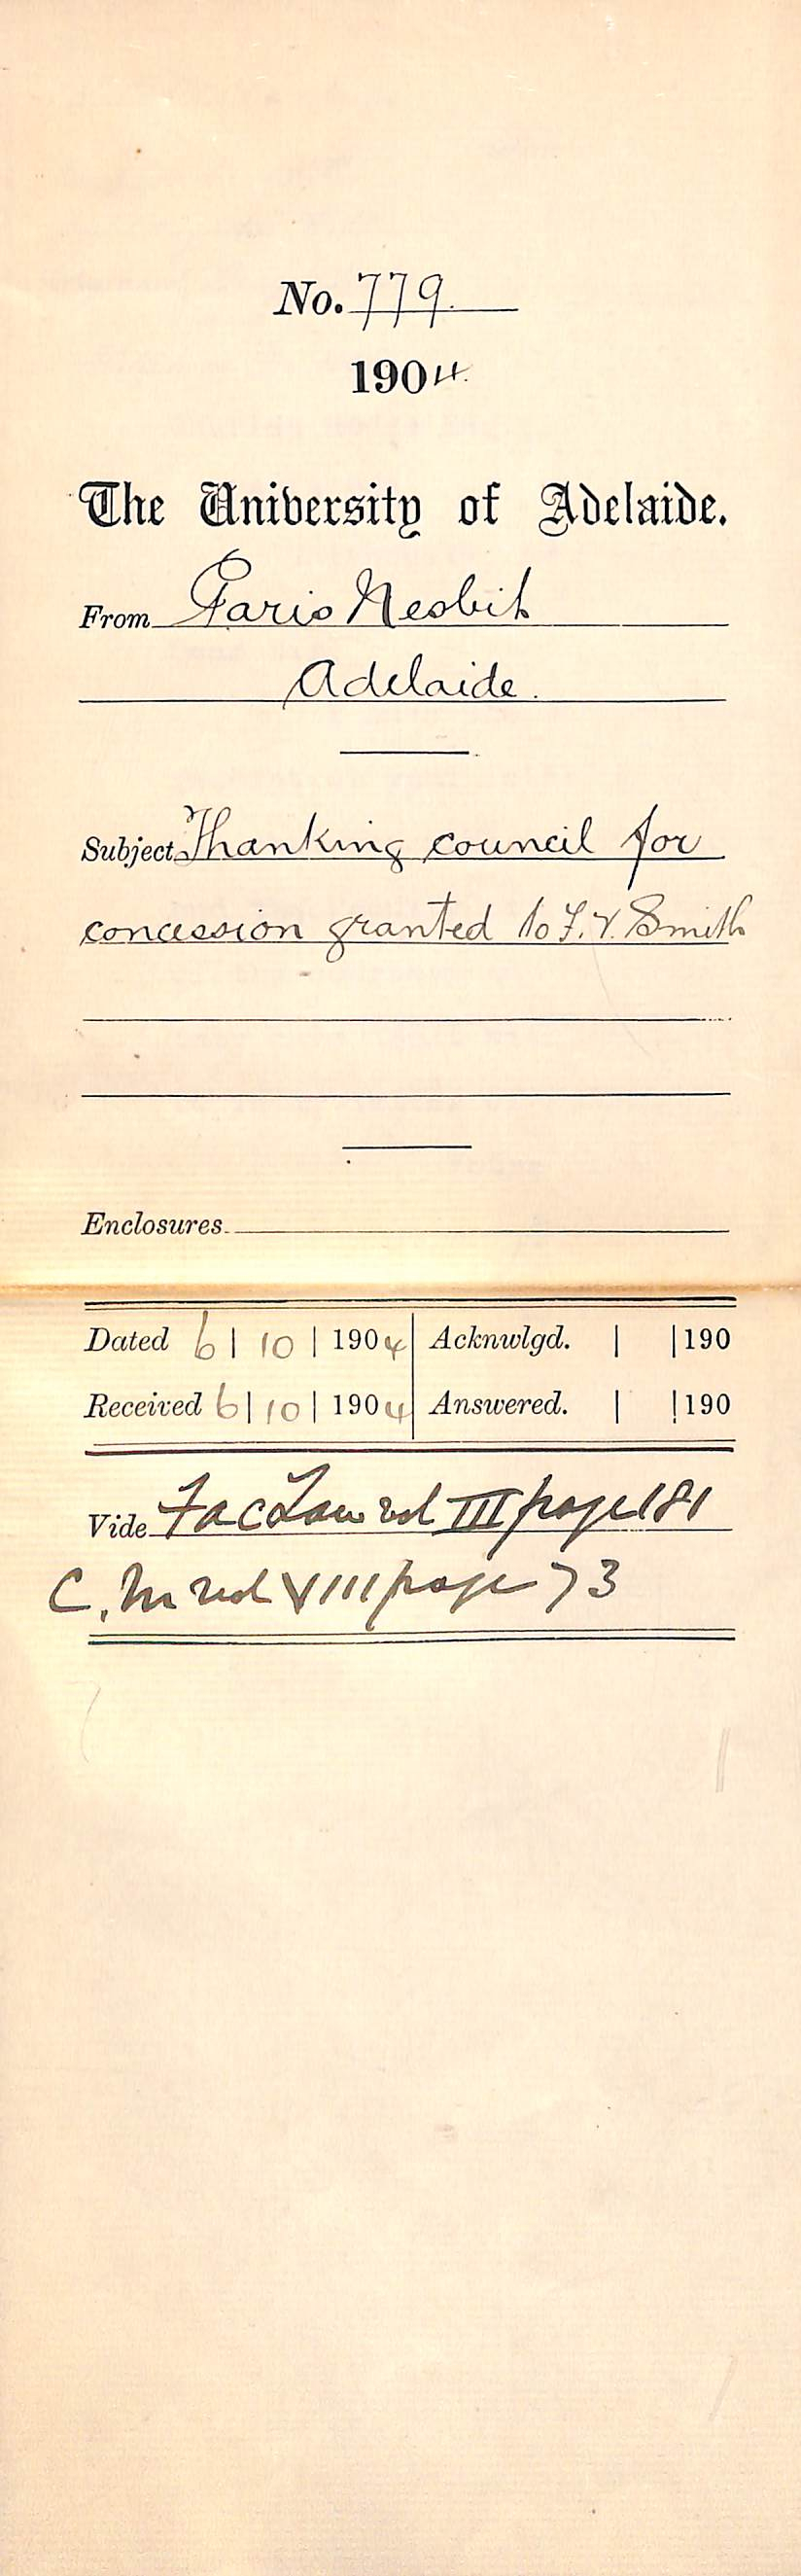 No. 779.
1904.
The University of Adelaide.
From Paris Nesbit
Adelaide.
Subject Thanking council for
concession granted to F. V. Smith
Enclosures
Dated 6 | 10 | 1904 | Acknwlgd. | | 190
Received 6 | 10 | 1904 | Answered. | | 190
Vide Fac Law vol III page 181
C. M vol VIII page 73